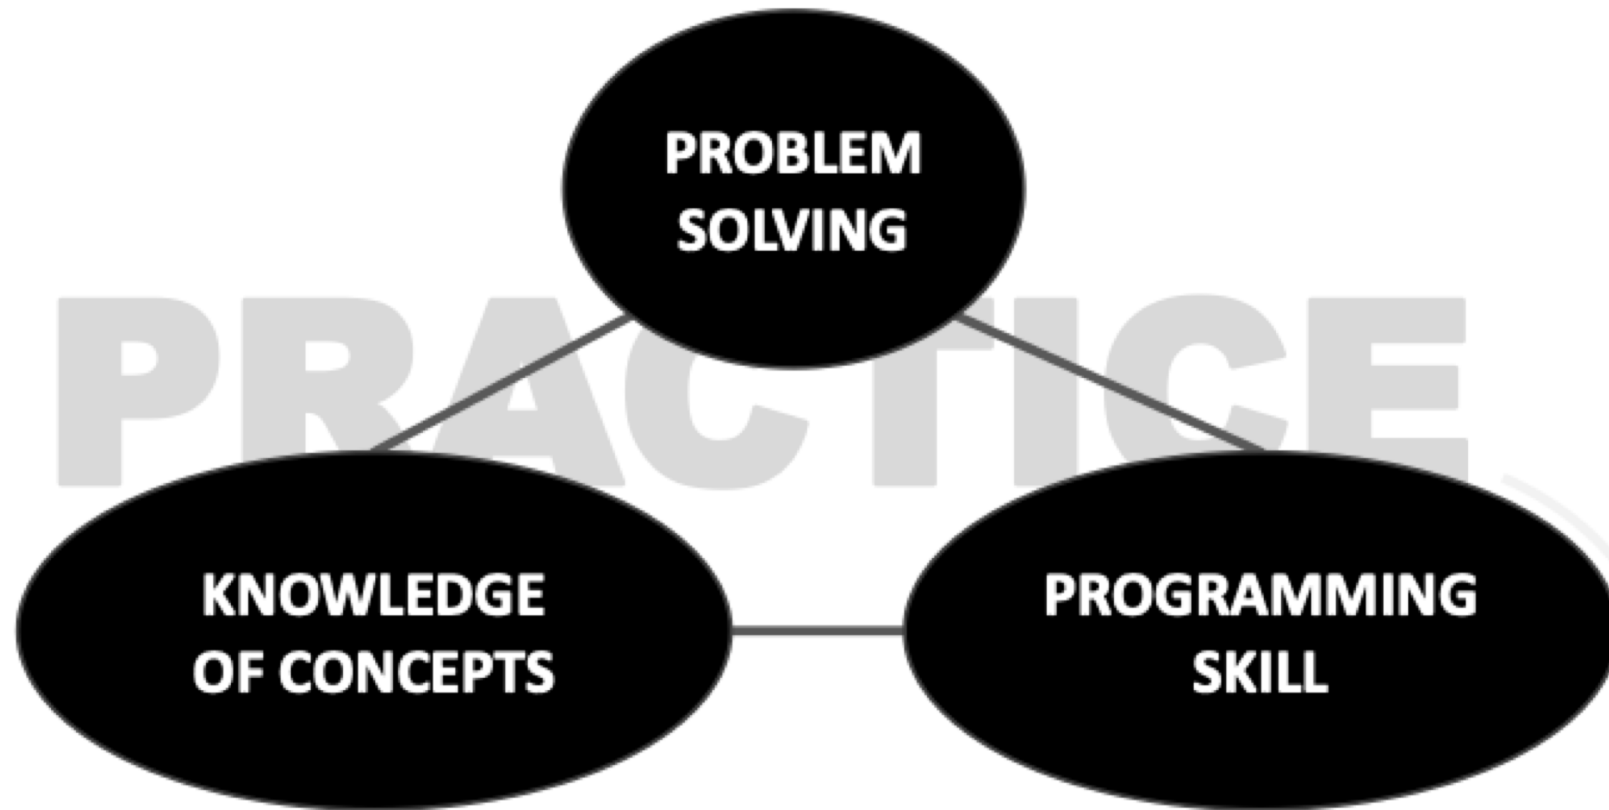 PROBLEM
SOLVING
PRACTICE
KNOWLEDGE
OF CONCEPTS
PROGRAMMING
SKILL